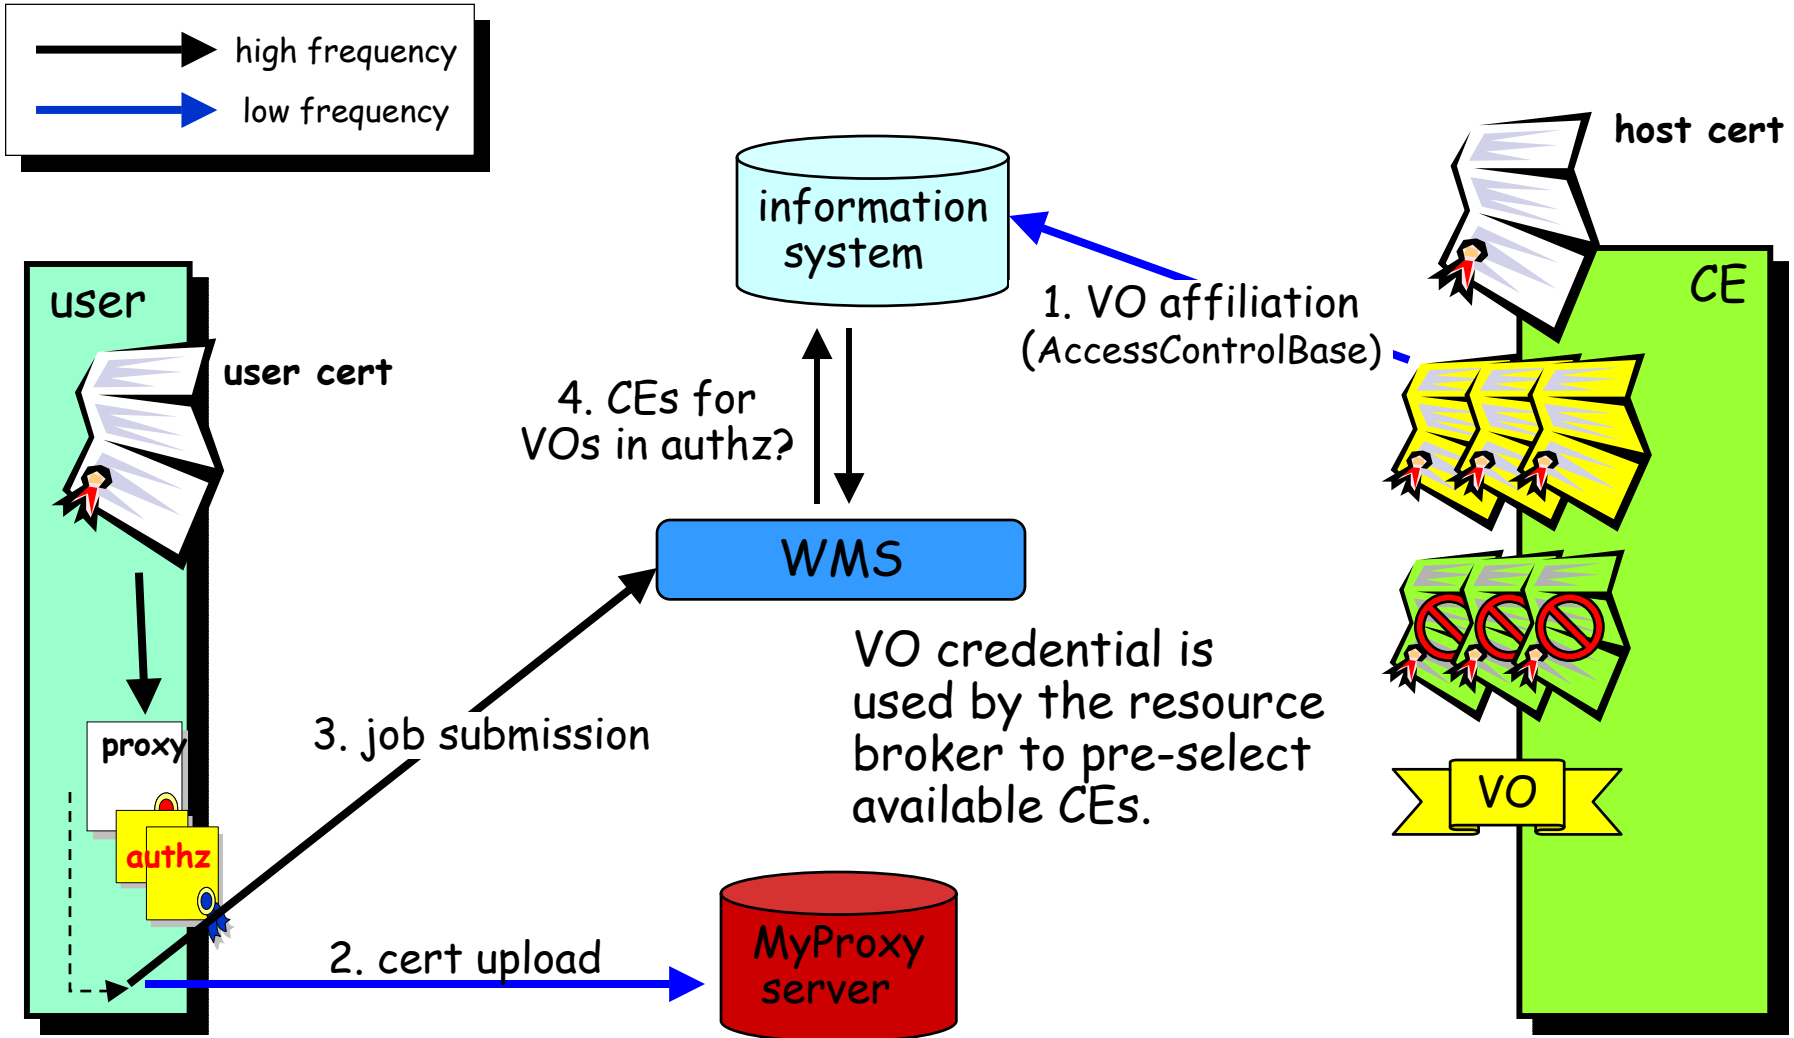 high frequency
low frequency
host cert
information
system
CE
user
1. VO affiliation
(AccessControlBase)
user cert
4. CEs for
VOs in authz?
WMS
VO credential is
used by the resource
broker to pre-select
available CEs.
3. job submission
proxy
VO
authz
2. cert upload
MyProxy
server